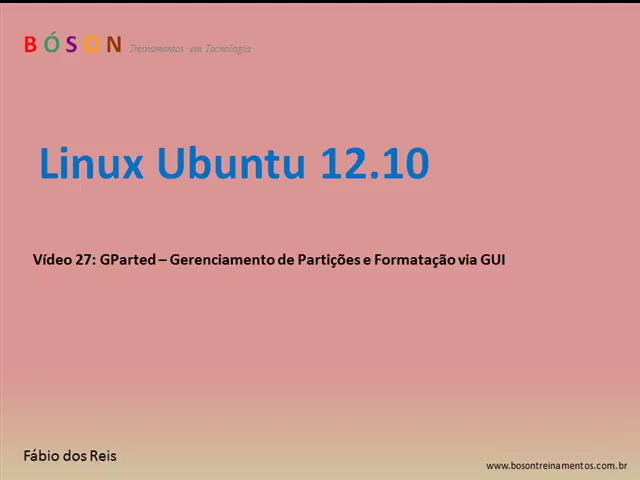 BÓSON Treinamentos em Tecnologia
Linux Ubuntu 12.10
Vídeo 27: GParted – Gerenciamento de Partições e Formatação via GUI
Fábio dos Reis
www.bosontreinamentos.com.br